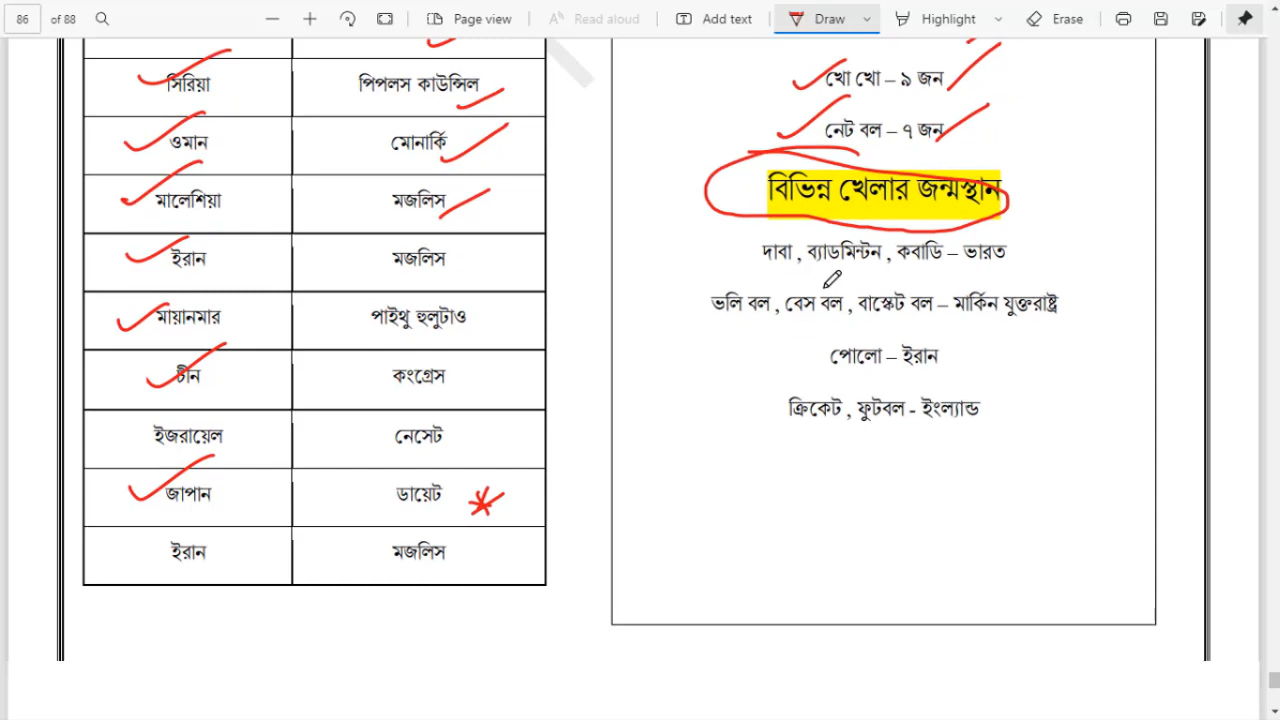 86 of 88 Page view Read aloud Add text Draw Highlight Erase
সিরিয়া পিপলস কাউন্সিল
ওমান মোনার্কি
মালেশিয়া মজলিস
ইরান মজলিস
মায়ানমার পাইথু হুলুটাও
চীন কংগ্রেস
ইজরায়েল নেসেট
জাপান ডায়েট
ইরান মজলিস
খো খো – ৯ জন
নেট বল – ৭ জন
বিভিন্ন খেলার জন্মস্থান
দাবা , ব্যাডমিন্টন , কবাডি – ভারত
ভলি বল , বেস বল , বাস্কেট বল – মার্কিন যুক্তরাষ্ট্র
পোলো – ইরান
ক্রিকেট , ফুটবল - ইংল্যান্ড